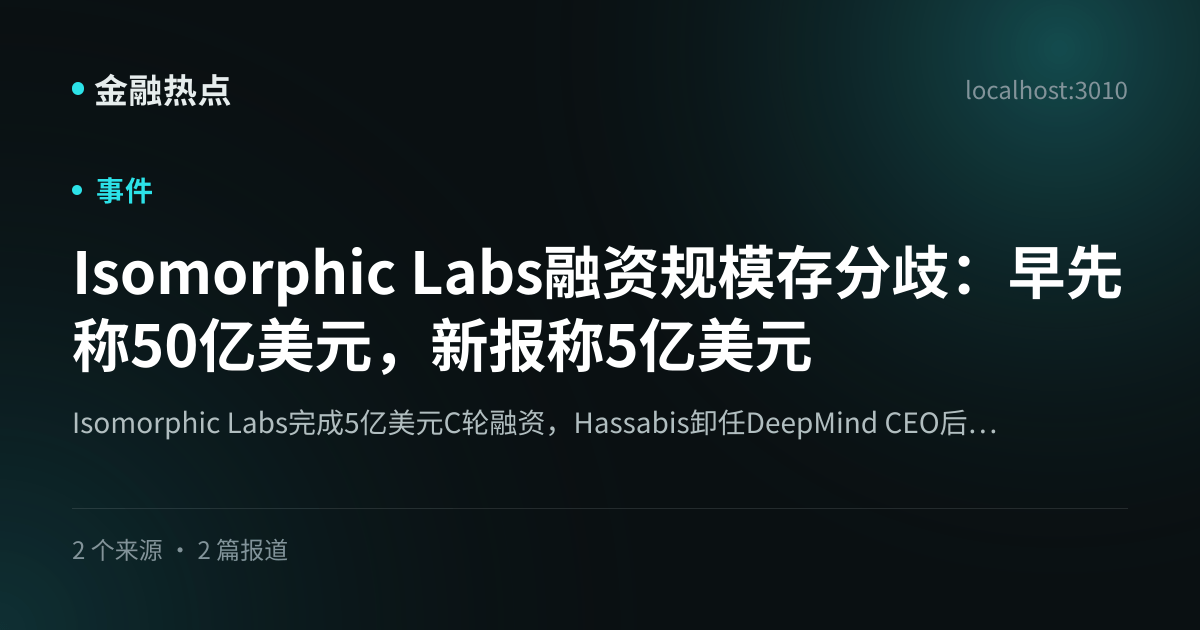 金融热点
localhost:3010
事件
Isomorphic Labs融资规模存分歧：早先
称50亿美元，新报称5亿美元
Isomorphic Labs完成5亿美元C轮融资，Hassabis卸任DeepMind CEO后…
2 个来源 · 2 篇报道